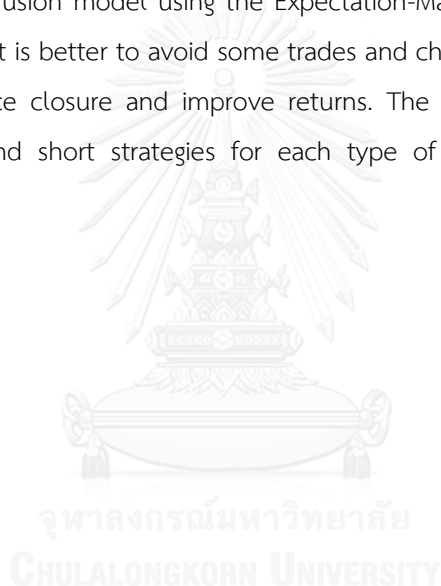 fusion model using the Expectation-Ma
t is better to avoid some trades and ch
ce closure and improve returns. The
nd short strategies for each type of
จุฬาลงกรณ์มหาวิทยาลัย
CHULALONGKORN UNIVERSITY